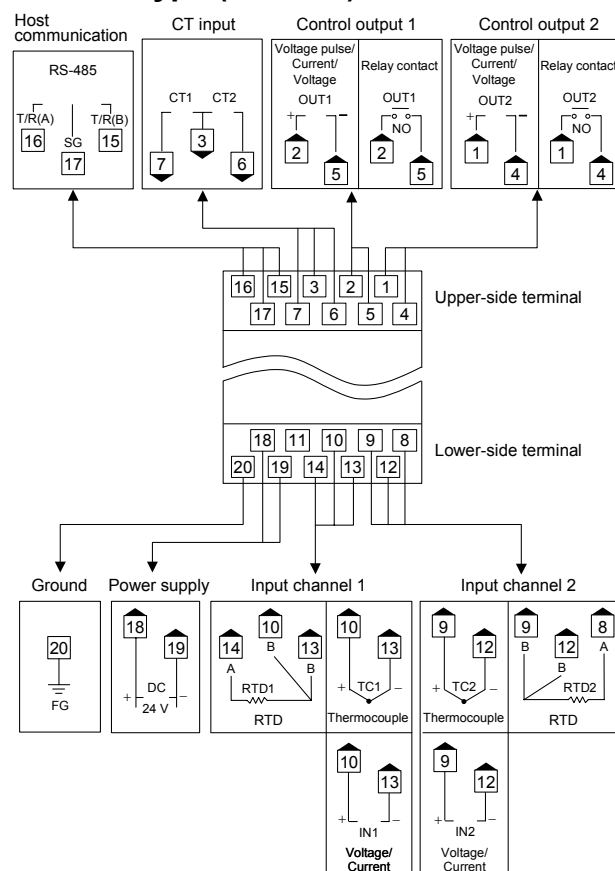 Host communication
CT input
Control output 1
Control output 2
RS-485
T/R(A)
T/R(B)
16
SG
15
17
CT1
CT2
3
7
6
Voltage pulse/
Current/
Voltage
Relay contact
+
OUT1
−
OUT1
NO
2
5
2
5
Voltage pulse/
Current/
Voltage
Relay contact
+
OUT2
−
OUT2
NO
1
4
1
4
16
15
3
2
1
17
7
6
5
4
Upper-side terminal
18
11
10
9
8
20
19
14
13
12
Lower-side terminal
Ground
Power supply
Input channel 1
Input channel 2
20
FG
18
19
+
DC
−
24 V
14
10
13
A
B
B
RTD1
RTD
10
13
+
TC1
−
Thermocouple
9
12
+
TC2
−
Thermocouple
9
12
8
B
B
A
RTD2
RTD
10
13
+
−
IN1
Voltage/
Current
9
12
+
−
IN2
Voltage/
Current